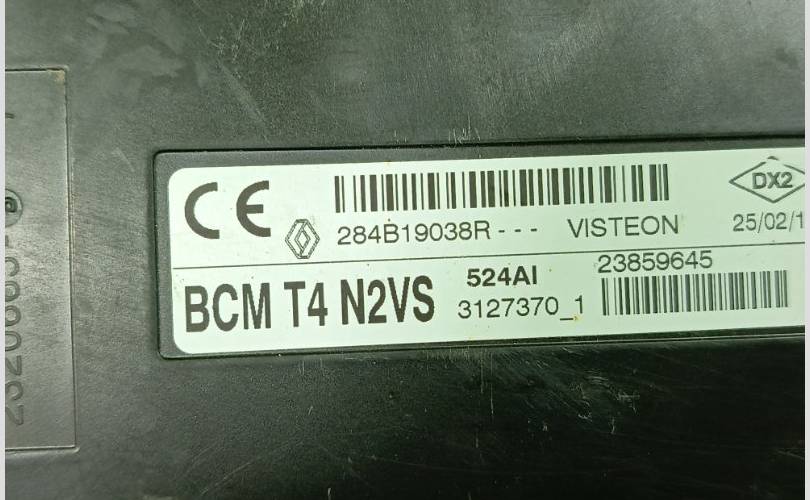 CE
284B19038R--- VISTEON
DX2
25/02/1
BCM T4 N2VS
524AI
3127370_1
23859645